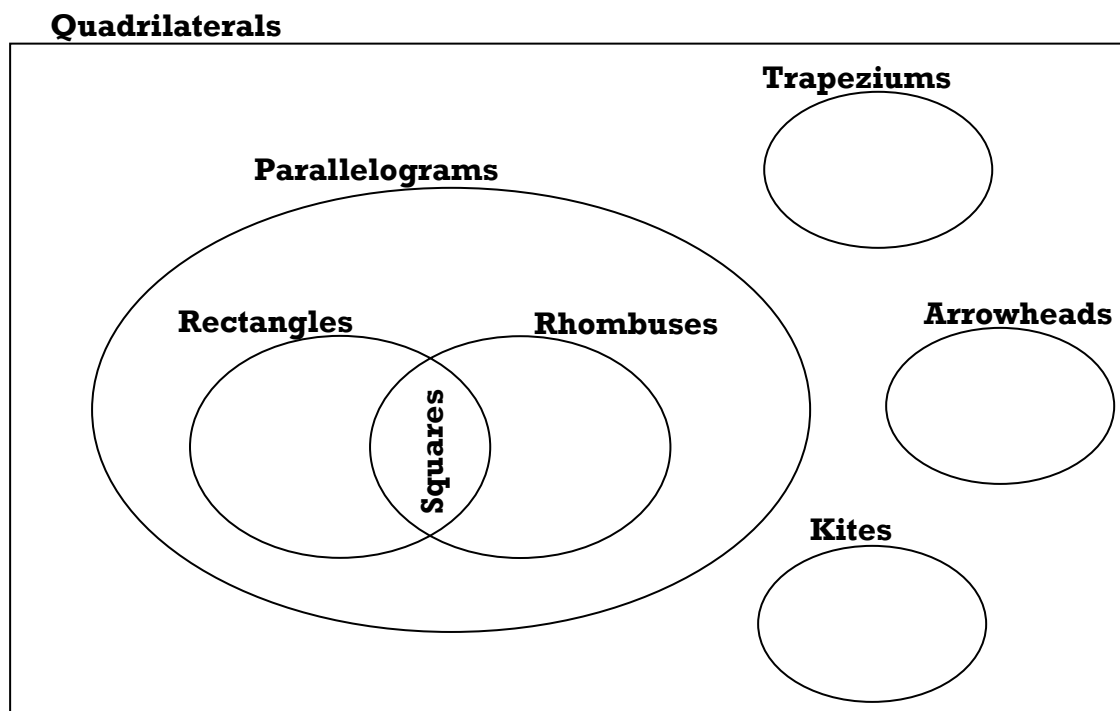 Quadrilaterals
Trapeziums
Parallelograms
Arrowheads
Rectangles
Rhombuses
Squares
Kites